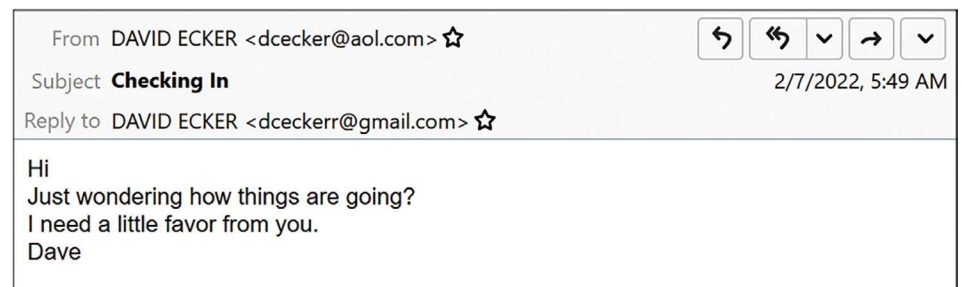 From DAVID ECKER <dcecker@aol.com>
Subject Checking In 2/7/2022, 5:49 AM
Reply to DAVID ECKER <dceckerr@gmail.com>
Hi
Just wondering how things are going?
I need a little favor from you.
Dave